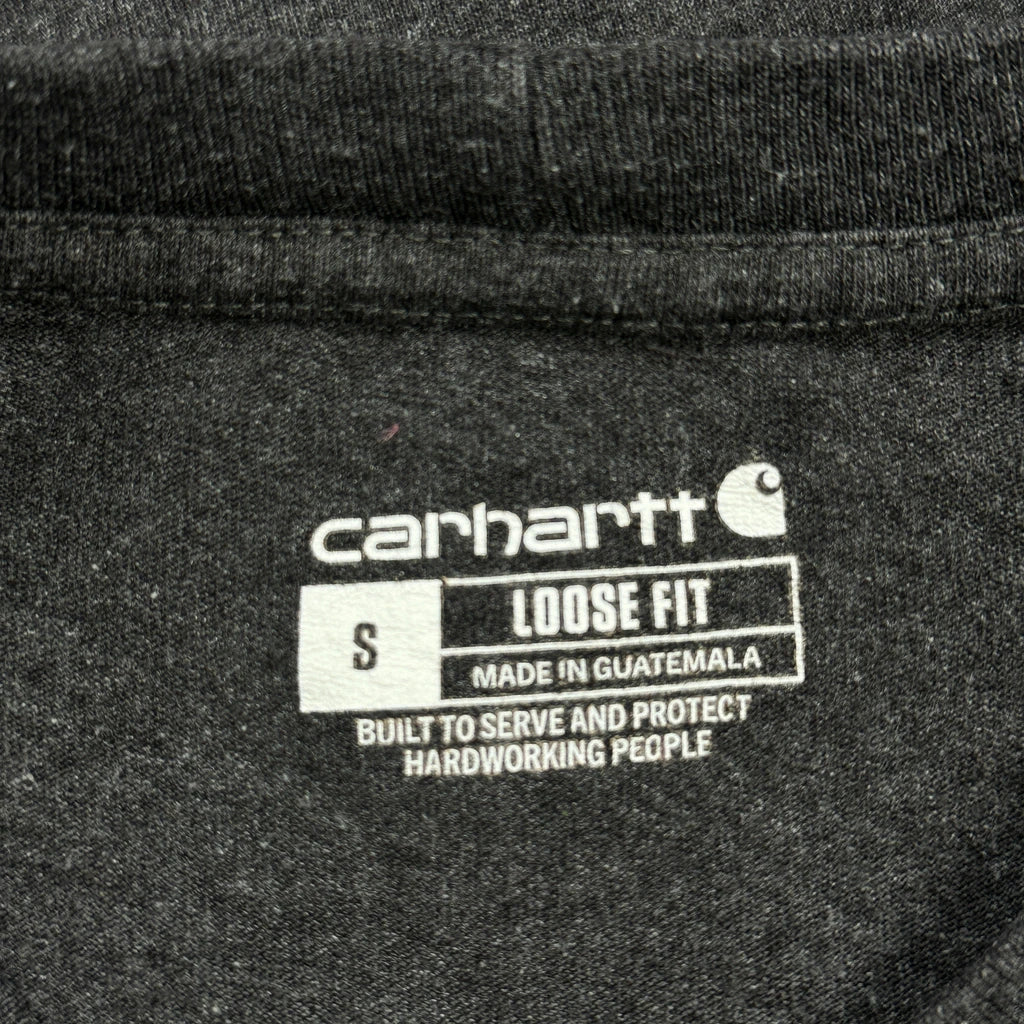 carhartt
S
LOOSE FIT
MADE IN GUATEMALA
BUILT TO SERVE AND PROTECT
HARDWORKING PEOPLE